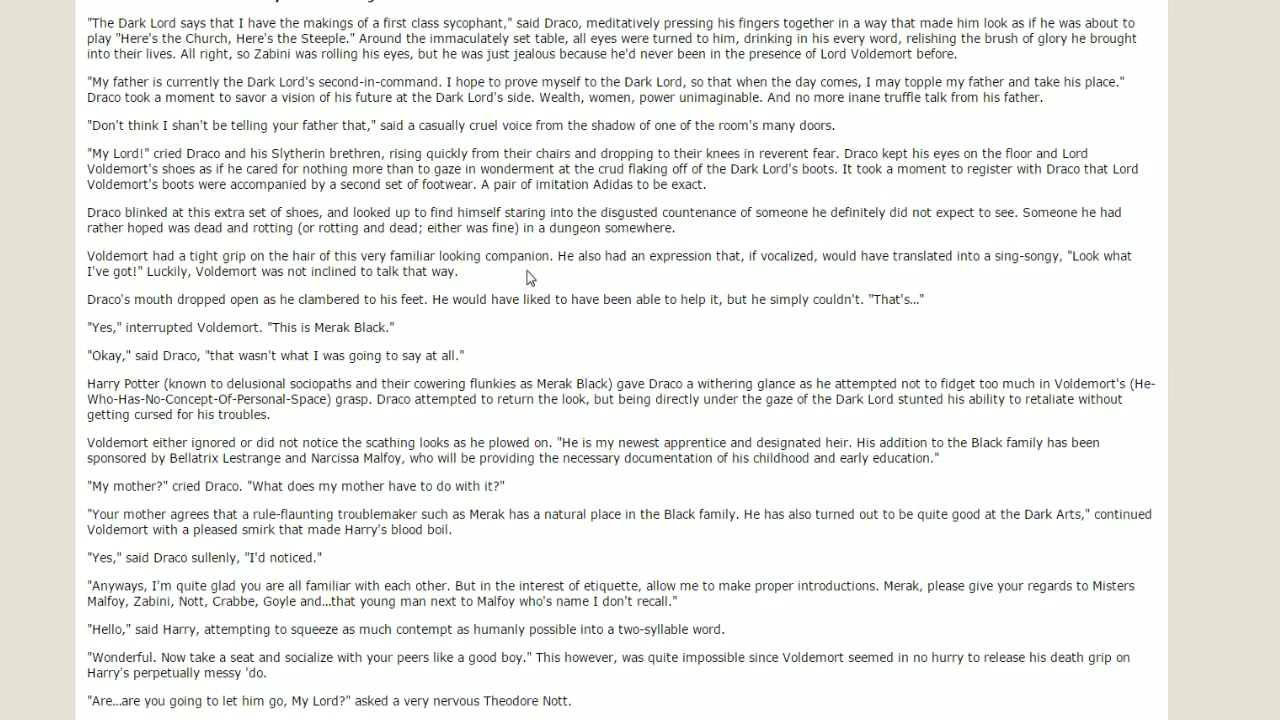 "The Dark Lord says that I have the makings of a first class sycophant," said Draco, meditatively pressing his fingers together in a way that made him look as if he was about to
play "Here's the Church, Here's the Steeple." Around the immaculately set table, all eyes were turned to him, drinking in his every word, relishing the brush of glory he brought
into their lives. All right, so Zabini was rolling his eyes, but he was just jealous because he'd never been in the presence of Lord Voldemort before.
"My father is currently the Dark Lord's second-in-command. I hope to prove myself to the Dark Lord, so that when the day comes, I may topple my father and take his place."
Draco took a moment to savor a vision of his future at the Dark Lord's side. Wealth, women, power unimaginable. And no more inane truffle talk from his father.
"Don't think I shan't be telling your father that," said a casually cruel voice from the shadow of one of the room's many doors.
"My Lord!" cried Draco and his Slytherin brethren, rising quickly from their chairs and dropping to their knees in reverent fear. Draco kept his eyes on the floor and Lord
Voldemort's shoes as if he cared for nothing more than to gaze in wonderment at the crud flaking off of the Dark Lord's boots. It took a moment to register with Draco that Lord
Voldemort's boots were accompanied by a second set of footwear. A pair of imitation Adidas to be exact.
Draco blinked at this extra set of shoes, and looked up to find himself staring into the disgusted countenance of someone he definitely did not expect to see. Someone he had
rather hoped was dead and rotting (or rotting and dead; either was fine) in a dungeon somewhere.
Voldemort had a tight grip on the hair of this very familiar looking companion. He also had an expression that, if vocalized, would have translated into a sing-songy, "Look what
I've got!" Luckily, Voldemort was not inclined to talk that way.
Draco's mouth dropped open as he clambered to his feet. He would have liked to have been able to help it, but he simply couldn't. "That's..."
"Yes," interrupted Voldemort. "This is Merak Black."
"Okay," said Draco, "that wasn't what I was going to say at all."
Harry Potter (known to delusional sociopaths and their cowering flunkies as Merak Black) gave Draco a withering glance as he attempted not to fidget too much in Voldemort's (He-
Who-Has-No-Concept-Of-Personal-Space) grasp. Draco attempted to return the look, but being directly under the gaze of the Dark Lord stunted his ability to retaliate without
getting cursed for his troubles.
Voldemort either ignored or did not notice the scathing looks as he plowed on. "He is my newest apprentice and designated heir. His addition to the Black family has been
sponsored by Bellatrix Lestrange and Narcissa Malfoy, who will be providing the necessary documentation of his childhood and early education."
"My mother?" cried Draco. "What does my mother have to do with it?"
"Your mother agrees that a rule-flaunting troublemaker such as Merak has a natural place in the Black family. He has also turned out to be quite good at the Dark Arts," continued
Voldemort with a pleased smirk that made Harry's blood boil.
"Yes," said Draco sullenly, "I'd noticed."
"Anyways, I'm quite glad you are all familiar with each other. But in the interest of etiquette, allow me to make proper introductions. Merak, please give your regards to Misters
Malfoy, Zabini, Nott, Crabbe, Goyle and...that young man next to Malfoy who's name I don't recall."
"Hello," said Harry, attempting to squeeze as much contempt as humanly possible into a two-syllable word.
"Wonderful. Now take a seat and socialize with your peers like a good boy." This however, was quite impossible since Voldemort seemed in no hurry to release his death grip on
Harry's perpetually messy 'do.
"Are...are you going to let him go, My Lord?" asked a very nervous Theodore Nott.